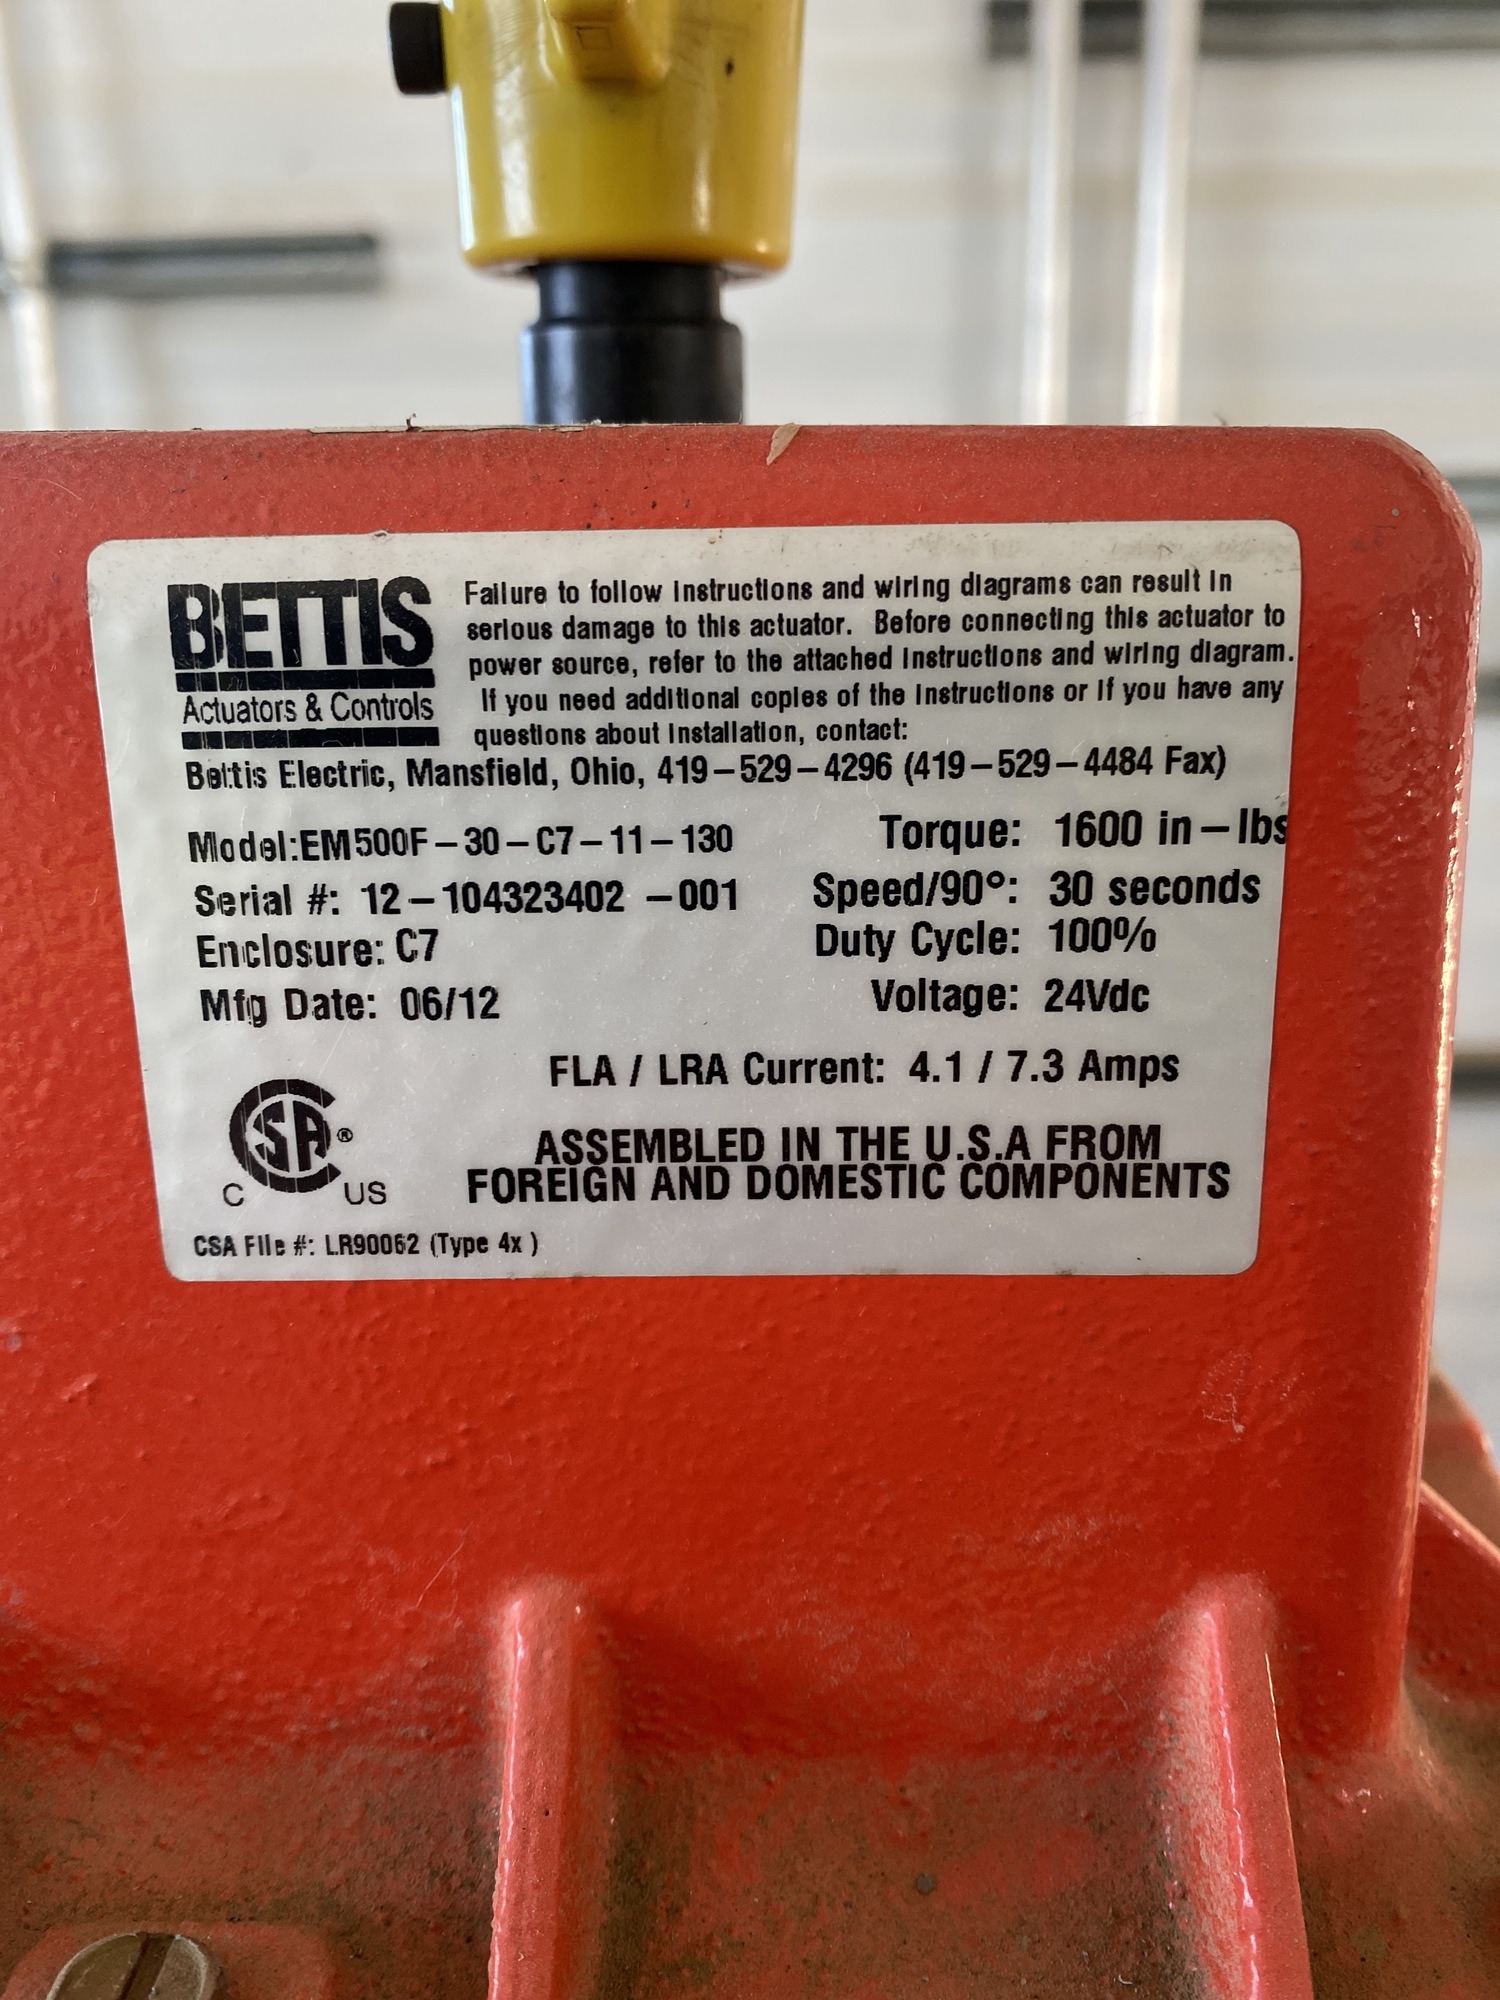 BETTIS
Actuators & Controls
Failure to follow instructions and wiring diagrams can result in
serious damage to this actuator. Before connecting this actuator to
power source, refer to the attached instructions and wiring diagram.
If you need additional copies of the instructions or if you have any
questions about installation, contact:
Bettis Electric, Mansfield, Ohio, 419-529-4296 (419-529-4484 Fax)
Model:EM500F-30-C7-11-130
Torque: 1600 in-lbs
Serial #: 12-104323402 -001
Speed/90°: 30 seconds
Enclosure: C7
Duty Cycle: 100%
Mfg Date: 06/12
Voltage: 24Vdc
FLA / LRA Current: 4.1 / 7.3 Amps
CSA®
C US
ASSEMBLED IN THE U.S.A FROM
FOREIGN AND DOMESTIC COMPONENTS
CSA File #: LR90062 (Type 4x )